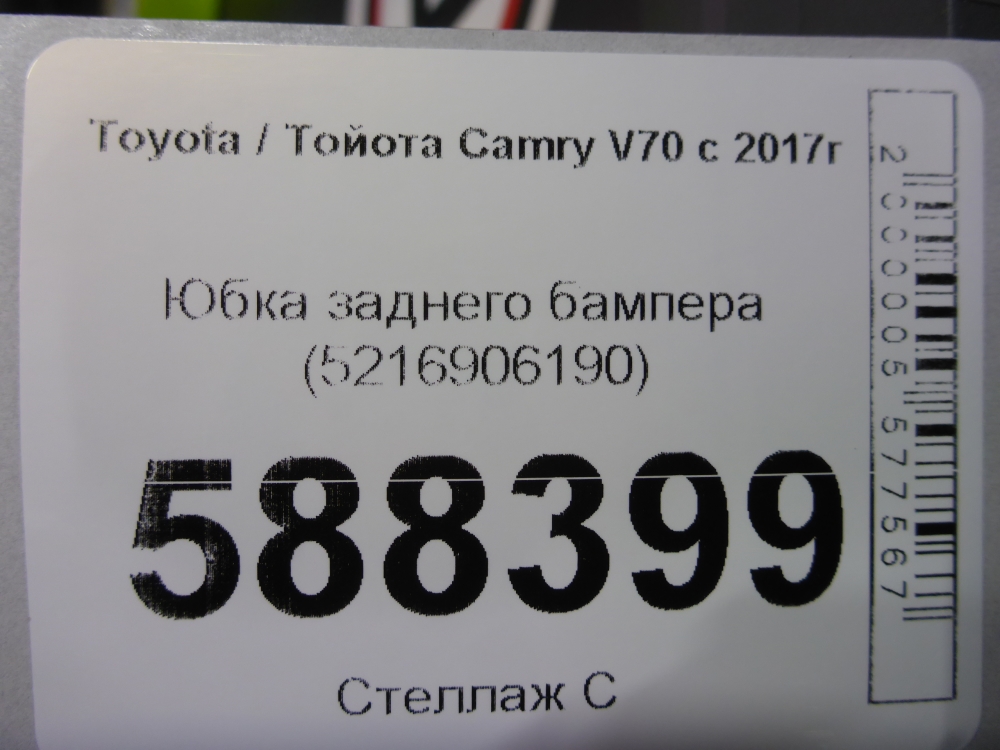 Toyota / Тойота Camry V70 с 2017г
Юбка заднего бампера
(5216906190)
588399
Стеллаж С
2000005577567